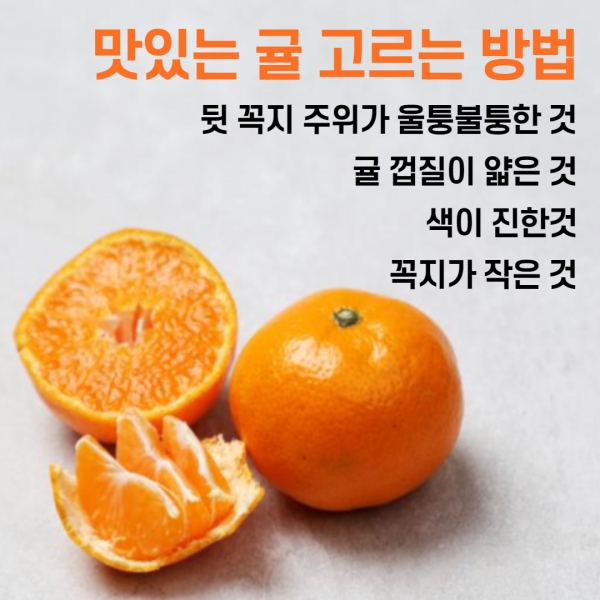 맛있는 귤 고르는 방법
뒷 꼭지 주위가 울퉁불퉁한 것
귤 껍질이 얇은 것
색이 진한것
꼭지가 작은 것